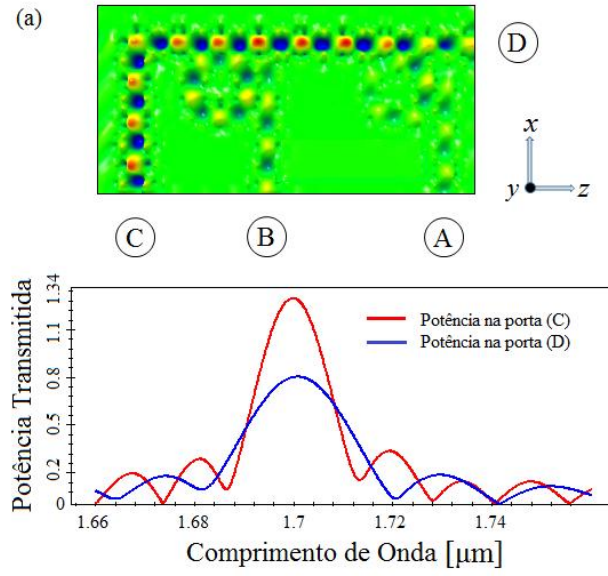 (a)
D
x
y
z
C
B
A
Potência Transmitida
1.34
1.1
0.8
0.5
0.2
0
Potência na porta (C)
Potência na porta (D)
1.66
1.68
1.7
1.72
1.74
Comprimento de Onda [μm]